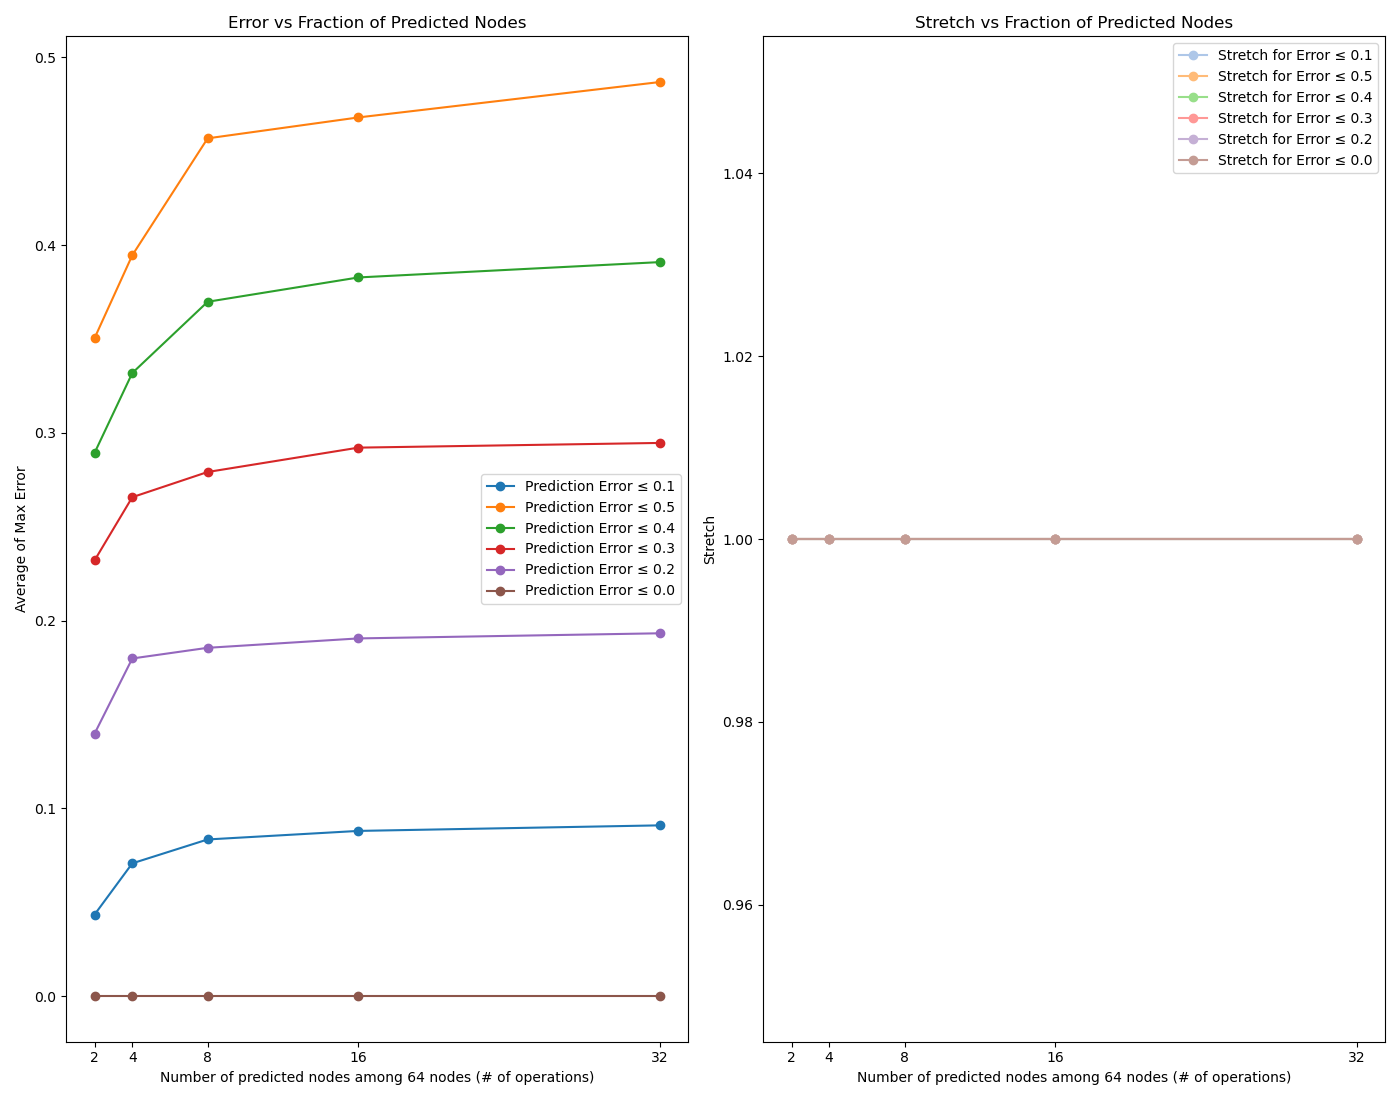 Error vs Fraction of Predicted Nodes
0.5
0.4
0.3
0.2
0.1
0.0
Average of Max Error
Prediction Error ≤ 0.1
Prediction Error ≤ 0.5
Prediction Error ≤ 0.4
Prediction Error ≤ 0.3
Prediction Error ≤ 0.2
Prediction Error ≤ 0.0
2 4 8 16 32
Number of predicted nodes among 64 nodes (# of operations)
Stretch vs Fraction of Predicted Nodes
Stretch for Error ≤ 0.1
Stretch for Error ≤ 0.5
Stretch for Error ≤ 0.4
Stretch for Error ≤ 0.3
Stretch for Error ≤ 0.2
Stretch for Error ≤ 0.0
1.04
1.02
1.00
0.98
0.96
Stretch
2 4 8 16 32
Number of predicted nodes among 64 nodes (# of operations)